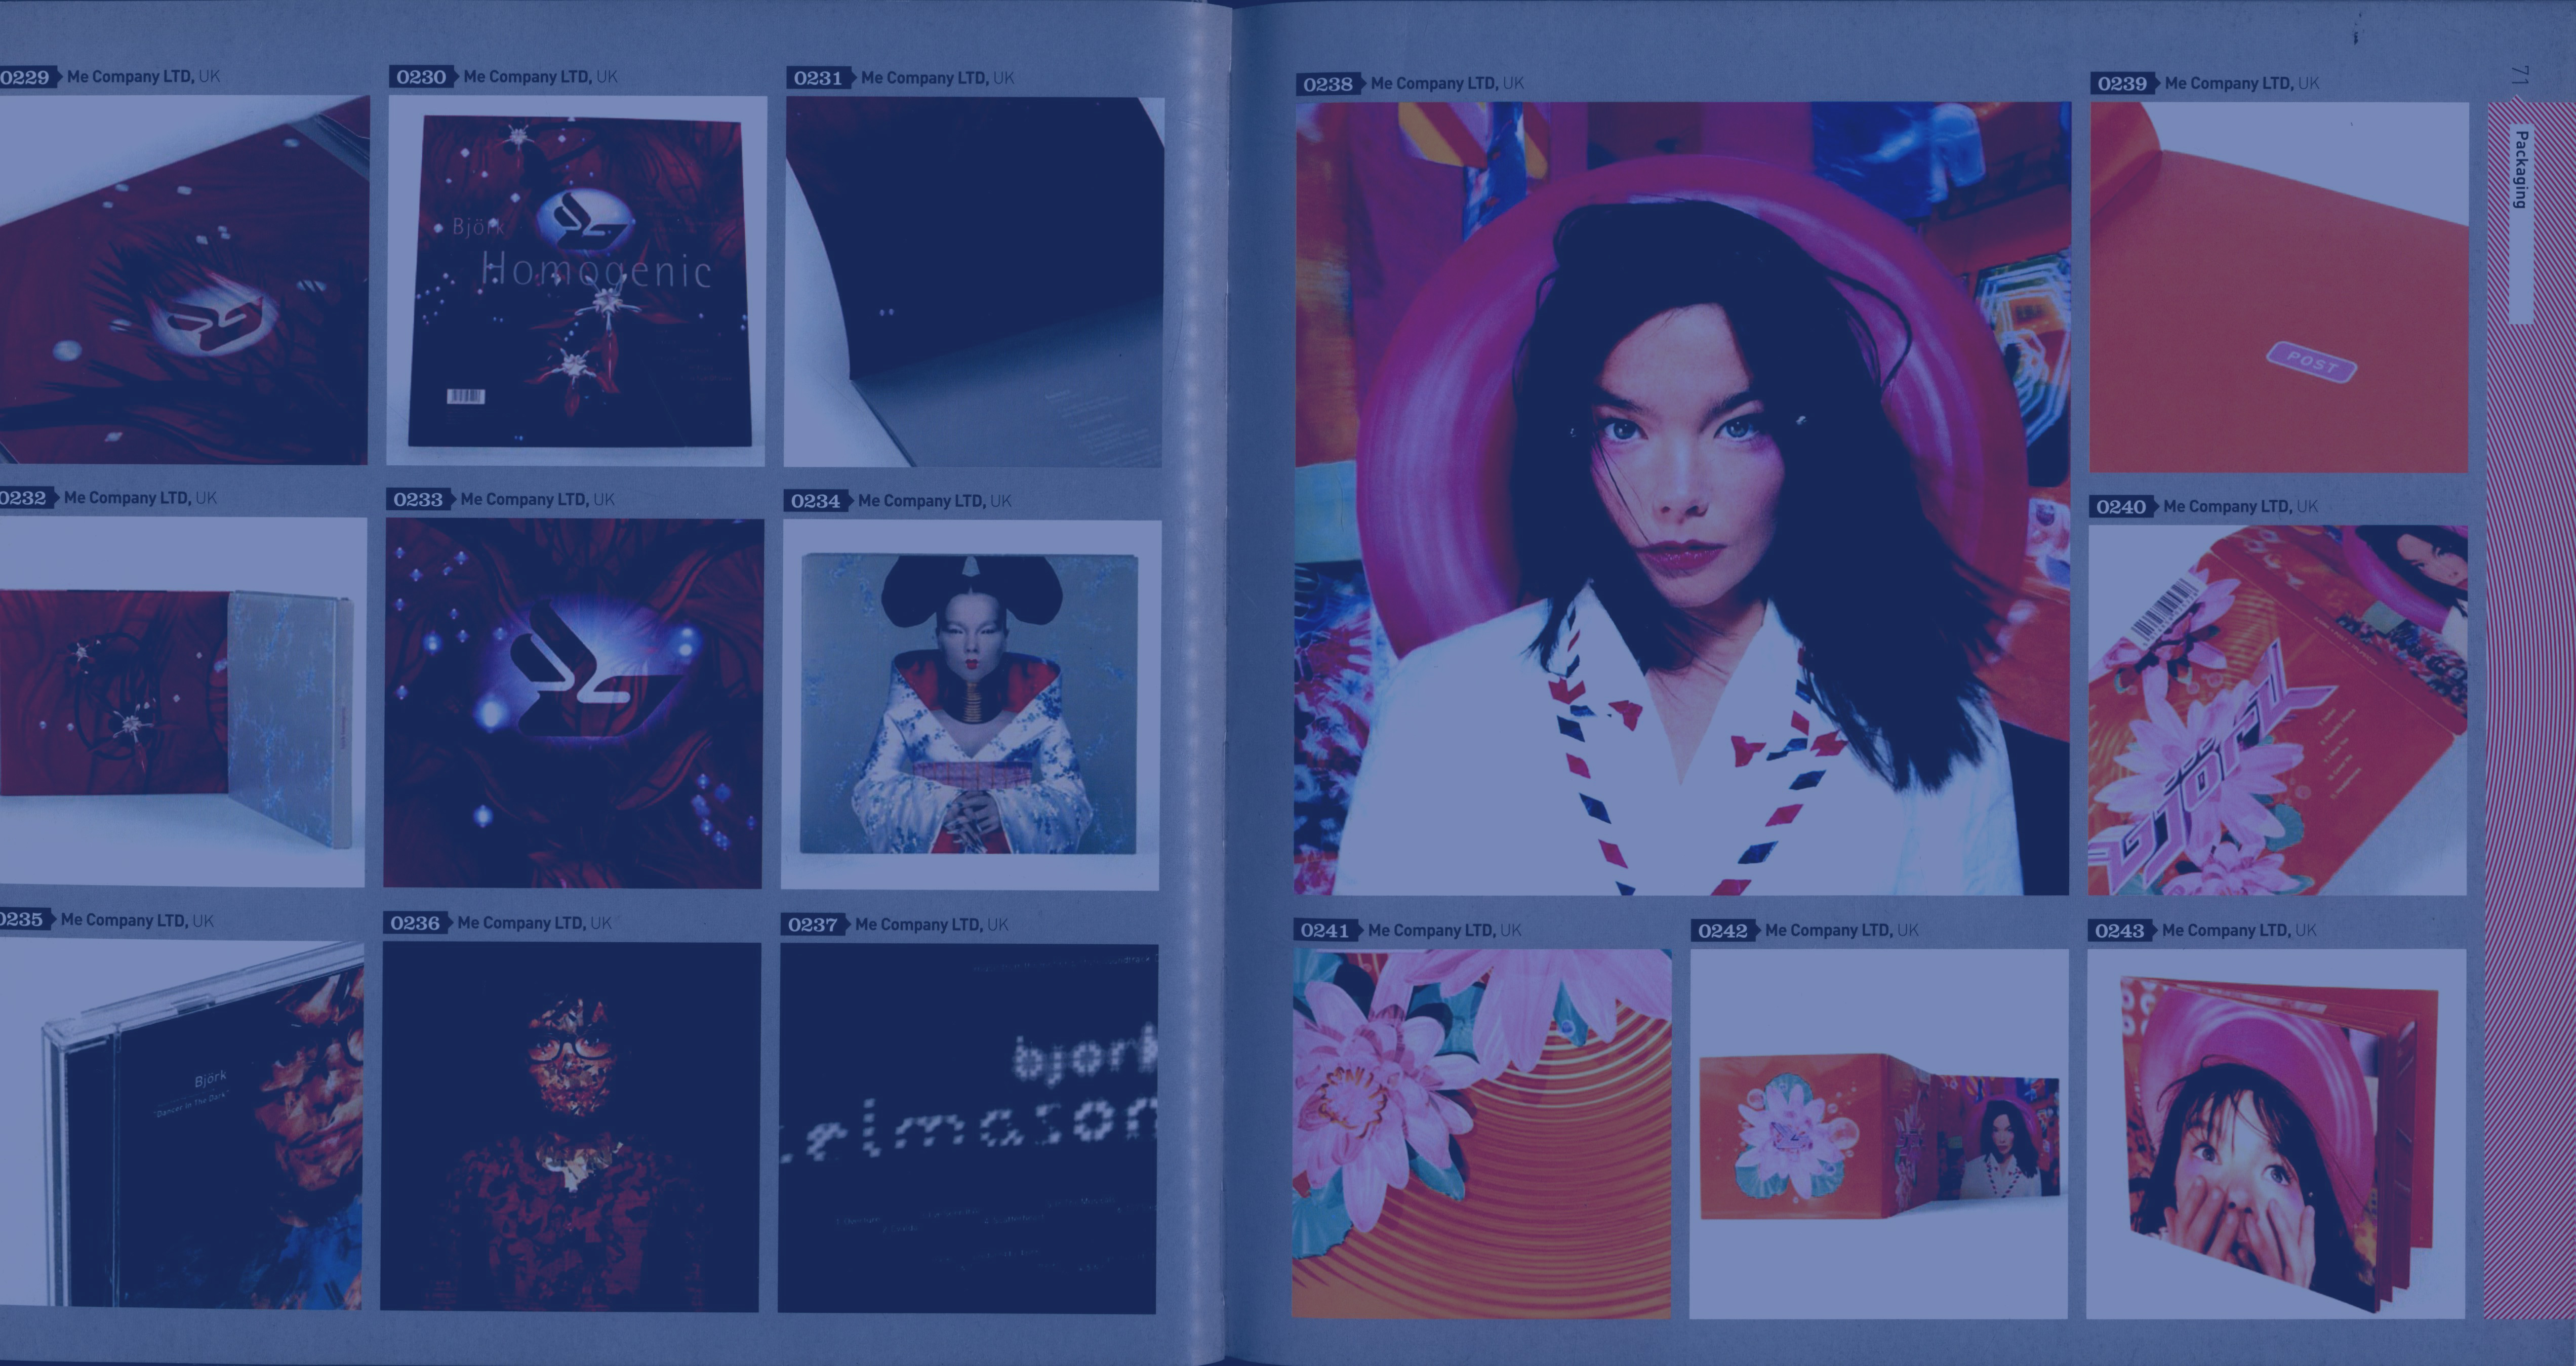 0229 Me Company LTD, UK
0230 Me Company LTD, UK
0231 Me Company LTD, UK
Björk
Homogenic
0232 Me Company LTD, UK
0233 Me Company LTD, UK
0234 Me Company LTD, UK
0235 Me Company LTD, UK
0236 Me Company LTD, UK
0237 Me Company LTD, UK
Björk
"Dancer In The Dark"
bjork
elmason
0238 Me Company LTD, UK
0239 Me Company LTD, UK
71
Packaging
POST
0240 Me Company LTD, UK
BJÖRK
0241 Me Company LTD, UK
0242 Me Company LTD, UK
0243 Me Company LTD, UK